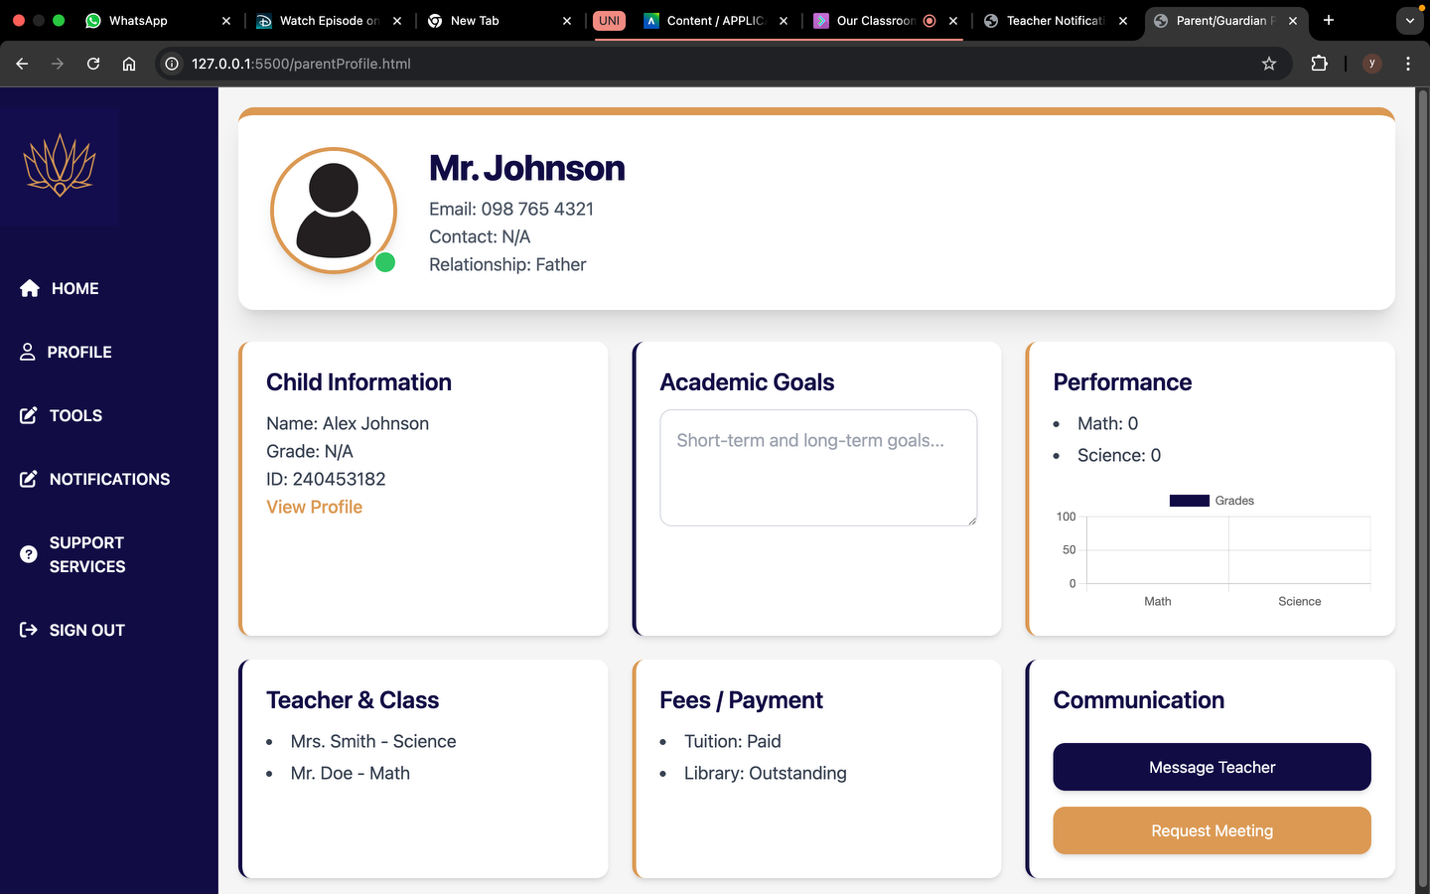 WhatsApp
Watch Episode on
New Tab
UNI
Content / APPLIC
Our Classroom
Teacher Notificati
Parent/Guardian P
127.0.0.1:5500/parentProfile.html
y
HOME
PROFILE
TOOLS
NOTIFICATIONS
SUPPORT
SERVICES
SIGN OUT
Mr. Johnson
Email: 098 765 4321
Contact: N/A
Relationship: Father
Child Information
Name: Alex Johnson
Grade: N/A
ID: 240453182
View Profile
Academic Goals
Short-term and long-term goals...
Performance
• Math: 0
• Science: 0
Grades
100
50
0
Math
Science
Teacher & Class
• Mrs. Smith - Science
• Mr. Doe - Math
Fees / Payment
• Tuition: Paid
• Library: Outstanding
Communication
Message Teacher
Request Meeting